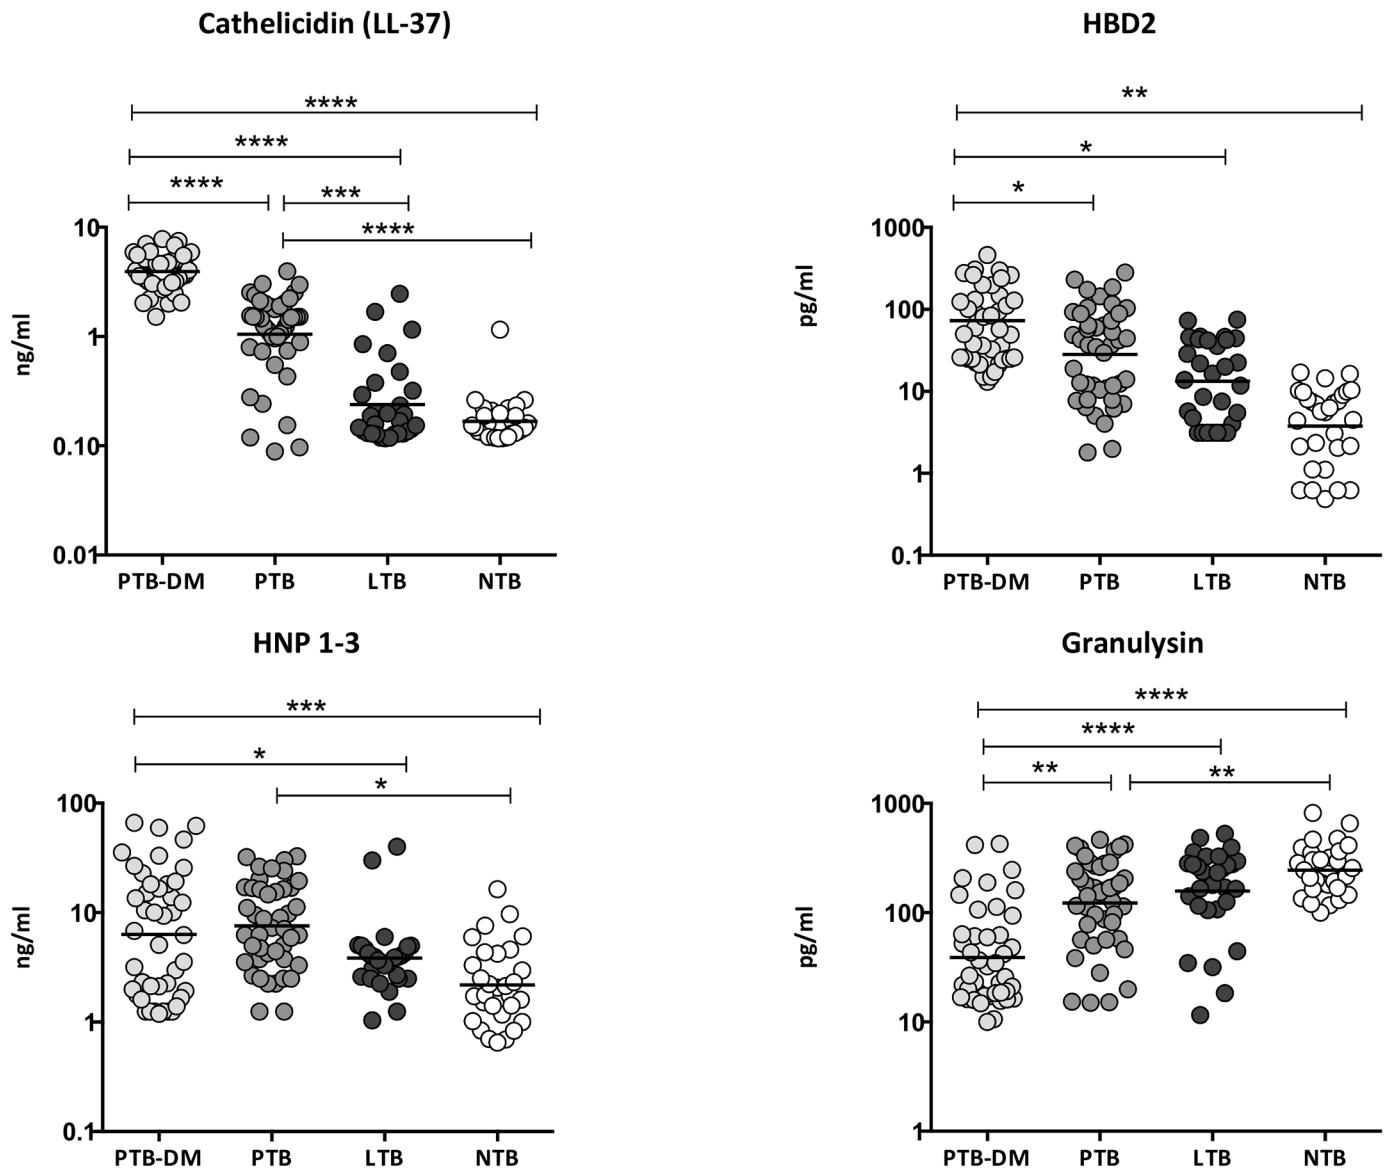 Cathelicidin (LL-37)
****
****
****
***
****
10
1
0.10
0.01
ng/ml
PTB-DM PTB LTB NTB
HBD2
**
*
*
1000
100
10
1
0.1
pg/ml
PTB-DM PTB LTB NTB
HNP 1-3
***
*
*
100
10
1
0.1
ng/ml
PTB-DM PTB LTB NTB
Granulysin
****
****
**
**
1000
100
10
1
pg/ml
PTB-DM PTB LTB NTB